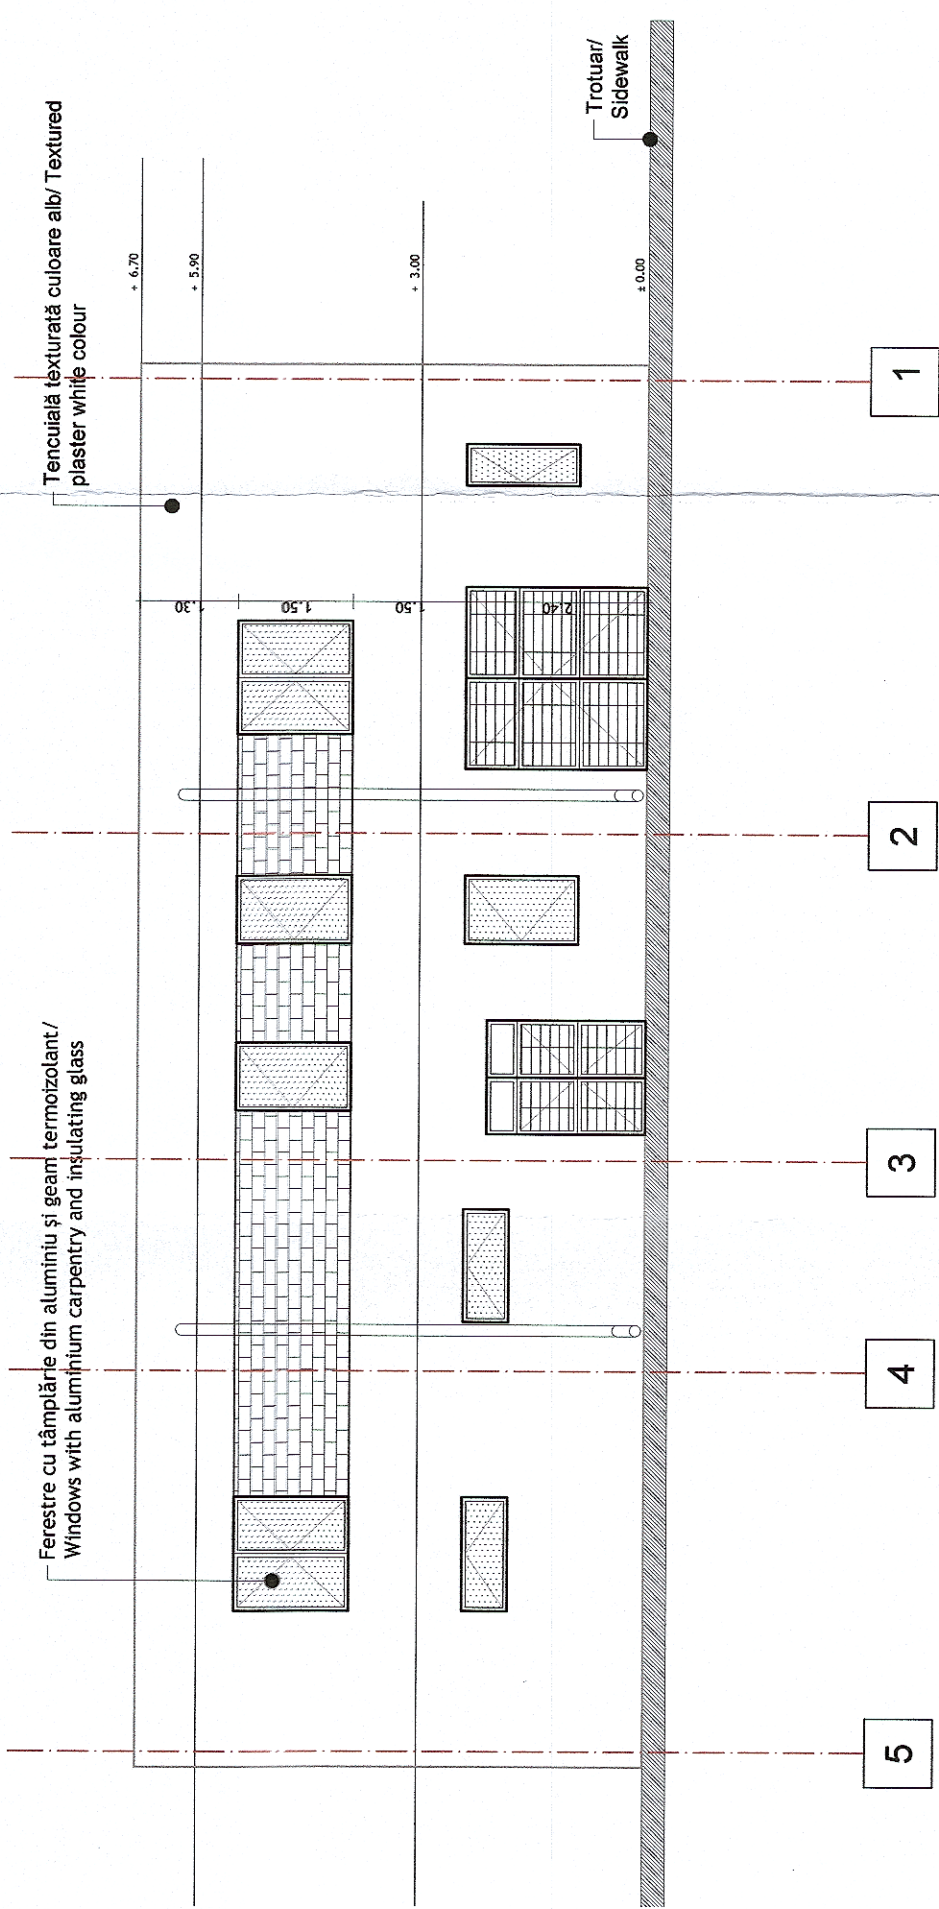 Ferestre cu tâmplărie din aluminiu și geam termoizolant/
Windows with aluminium carpentry and insulating glass
Tencuială texturată culoare alb/ Textured
plaster white colour
Trotuar/
Sidewalk
+ 6.70
+ 5.90
+ 3.00
± 0.00
1.30
1.50
1.50
2.40
5
4
3
2
1